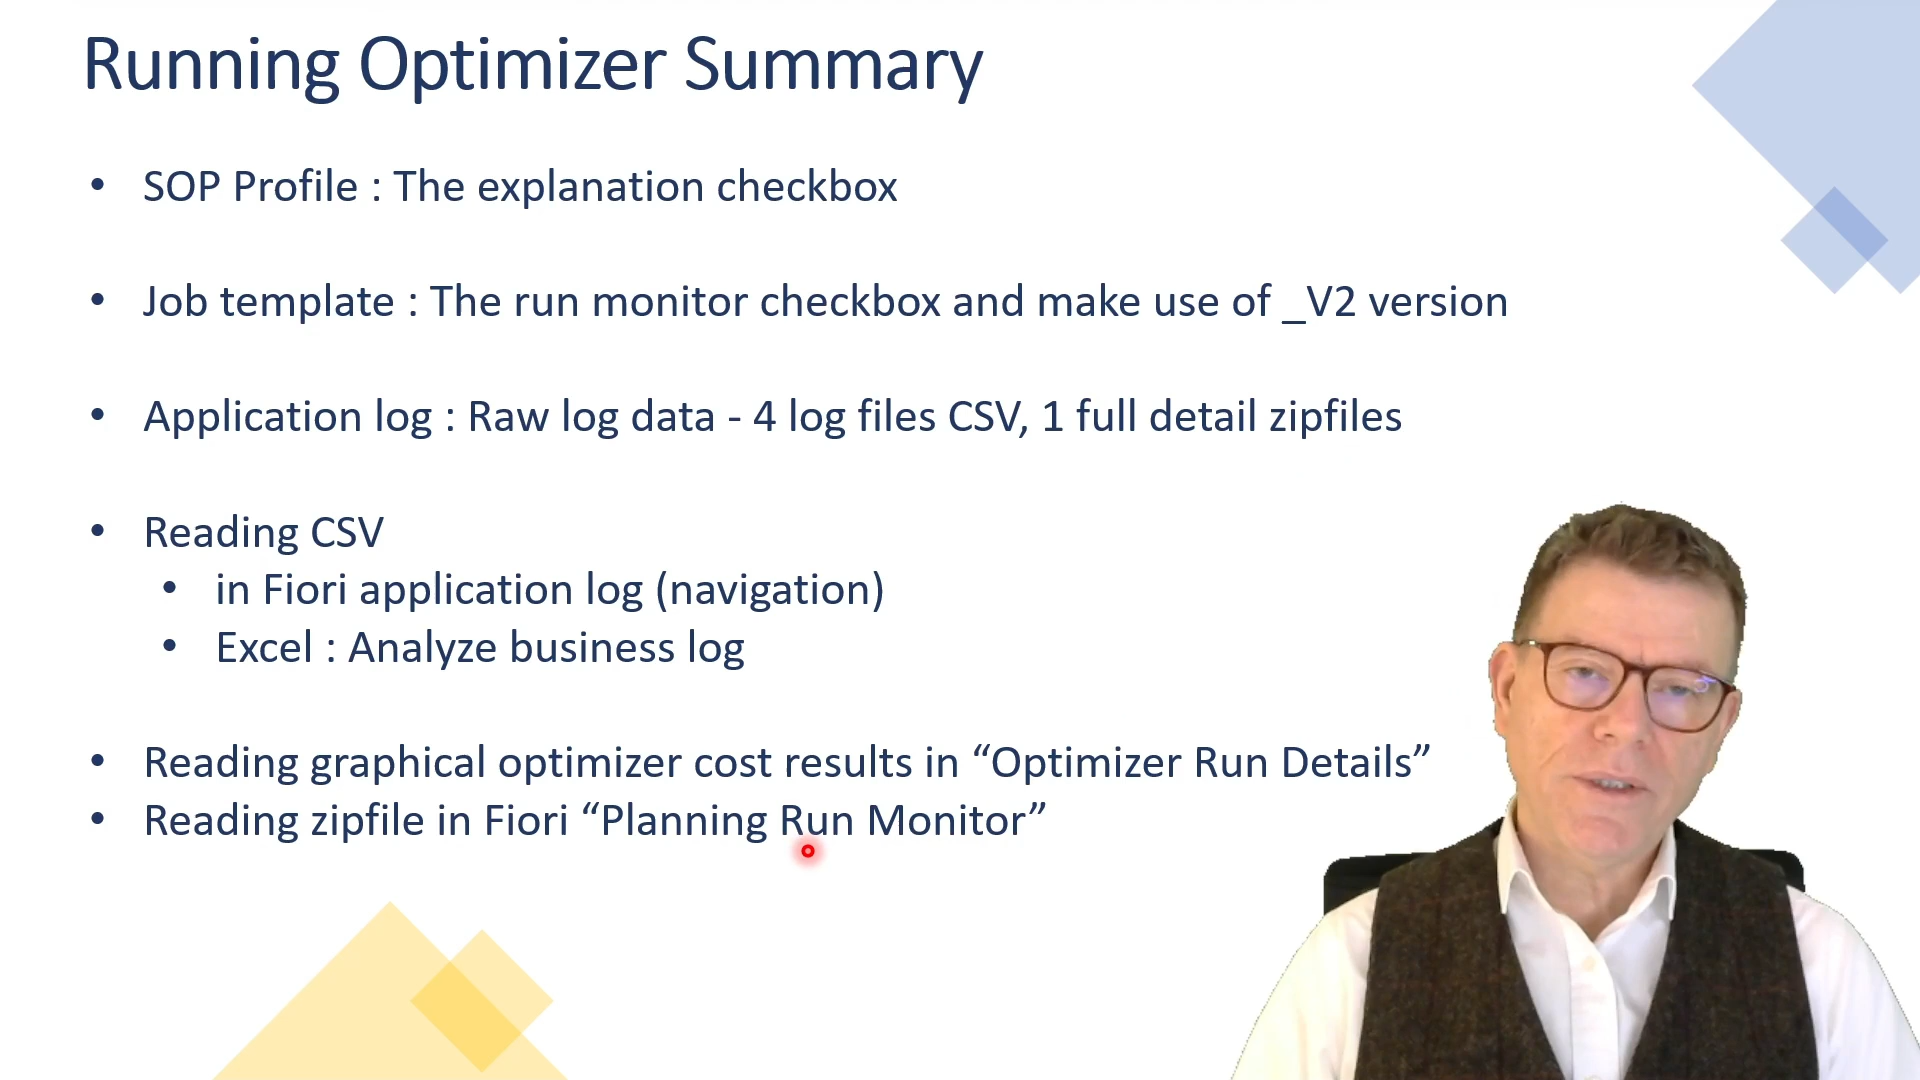 Running Optimizer Summary
• SOP Profile : The explanation checkbox
• Job template : The run monitor checkbox and make use of _V2 version
• Application log : Raw log data - 4 log files CSV, 1 full detail zipfiles
• Reading CSV
• in Fiori application log (navigation)
• Excel : Analyze business log
• Reading graphical optimizer cost results in “Optimizer Run Details”
• Reading zipfile in Fiori “Planning Run Monitor”